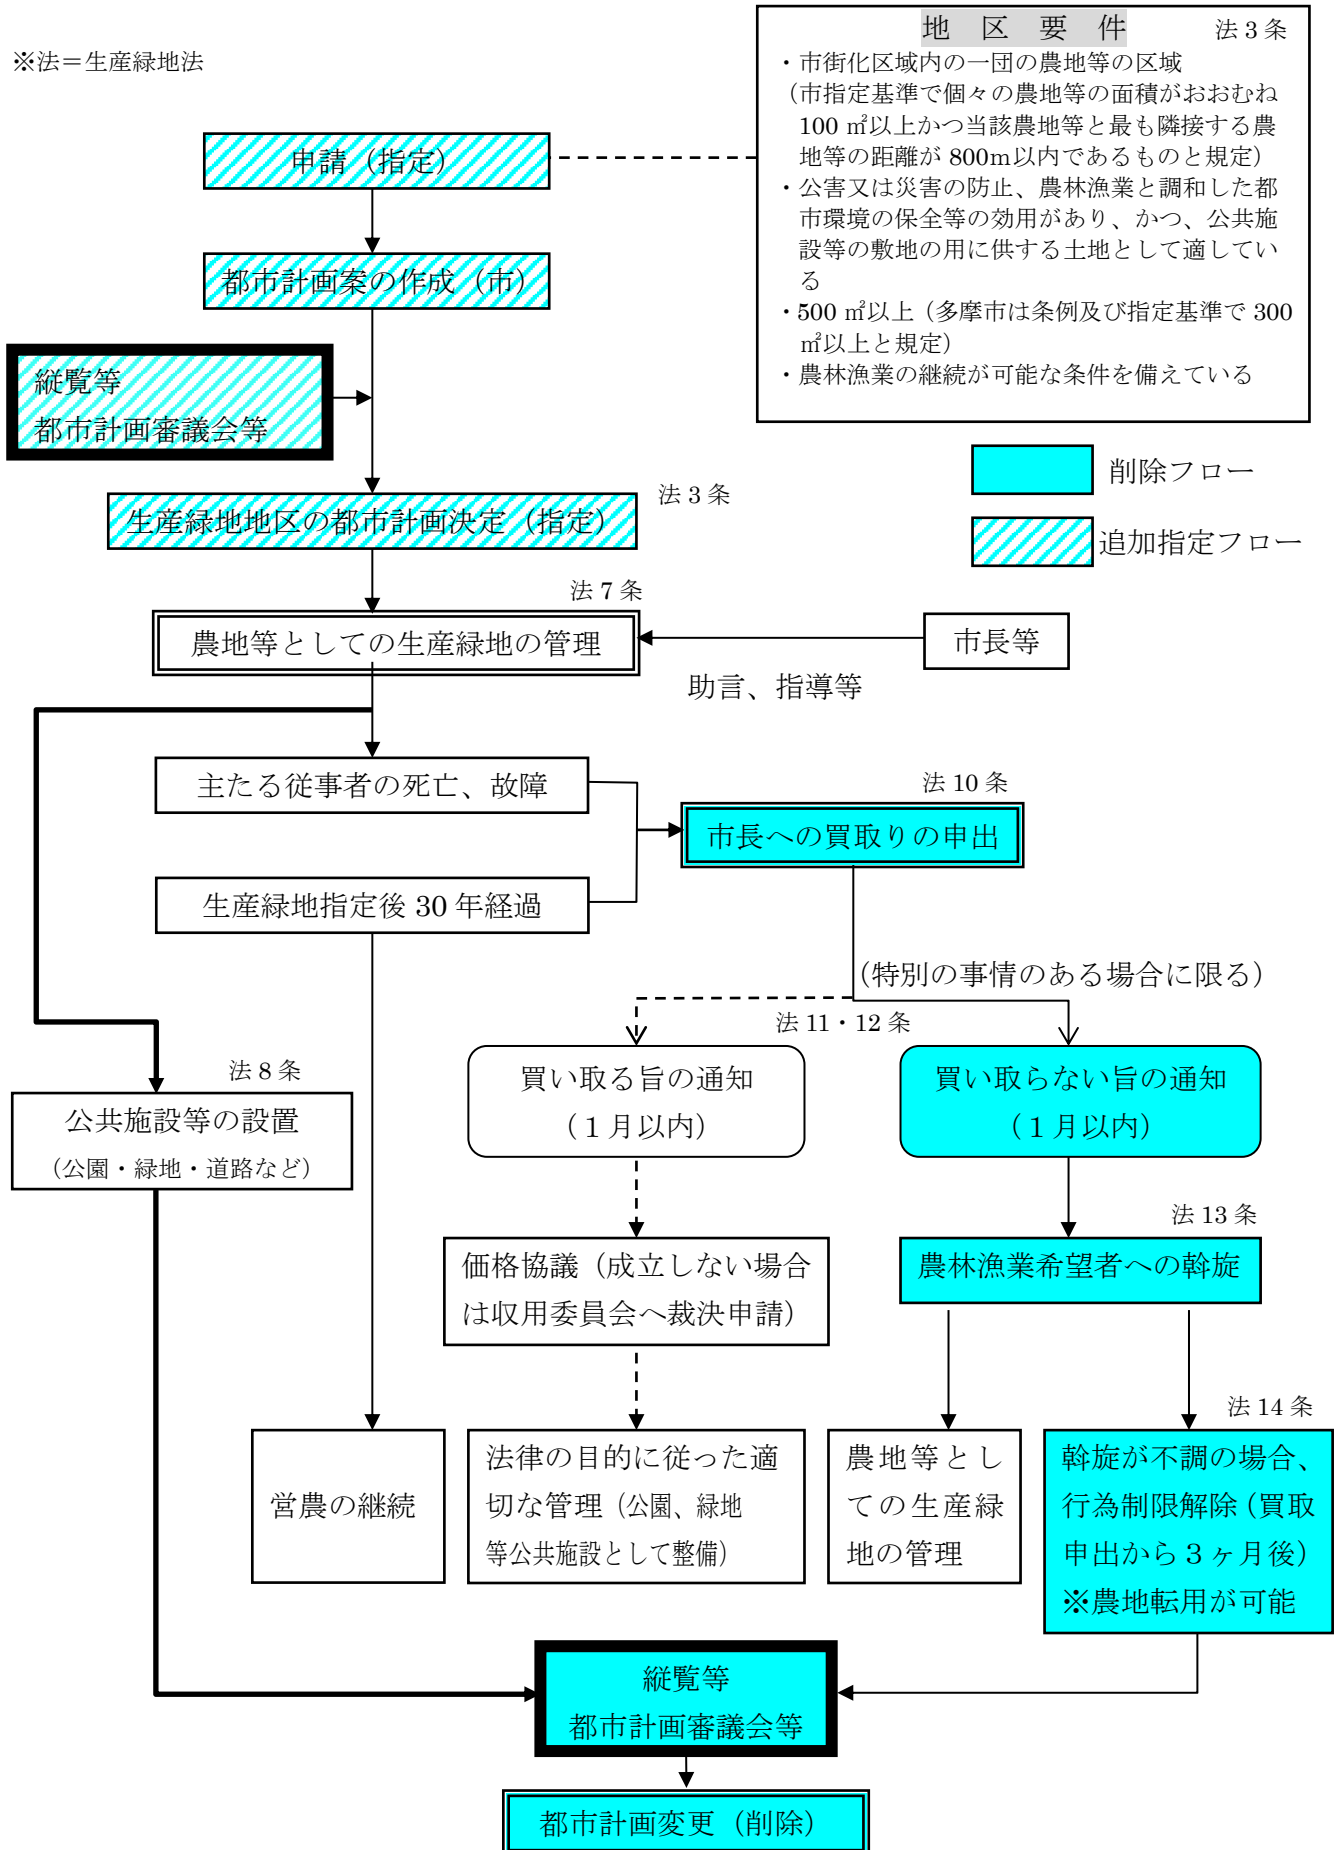 ※法＝生産緑地法
地　区　要　件
法 3 条
・市街化区域内の一団の農地等の区域
（市指定基準で個々の農地等の面積がおおむね
100 ㎡以上かつ当該農地等と最も隣接する農
地等の距離が 800m以内であるものと規定）
・公害又は災害の防止、農林漁業と調和した都
市環境の保全等の効用があり、かつ、公共施
設等の敷地の用に供する土地として適してい
る
・500 ㎡以上（多摩市は条例及び指定基準で 300
㎡以上と規定）
・農林漁業の継続が可能な条件を備えている
申請（指定）
都市計画案の作成（市）
縦覧等
都市計画審議会等
削除フロー
追加指定フロー
生産緑地地区の都市計画決定（指定）
法 3 条
法 7 条
農地等としての生産緑地の管理
市長等
助言、指導等
主たる従事者の死亡、故障
法 10 条
市長への買取りの申出
生産緑地指定後 30 年経過
（特別の事情のある場合に限る）
法 11・12 条
買い取る旨の通知
（１月以内）
買い取らない旨の通知
（１月以内）
法 8 条
公共施設等の設置
（公園・緑地・道路など）
法 13 条
価格協議（成立しない場合
は収用委員会へ裁決申請）
農林漁業希望者への斡旋
法 14 条
営農の継続
法律の目的に従った適
切な管理（公園、緑地
等公共施設として整備）
農地等とし
ての生産緑
地の管理
斡旋が不調の場合、
行為制限解除（買取
申出から３ヶ月後）
※農地転用が可能
縦覧等
都市計画審議会等
都市計画変更（削除）